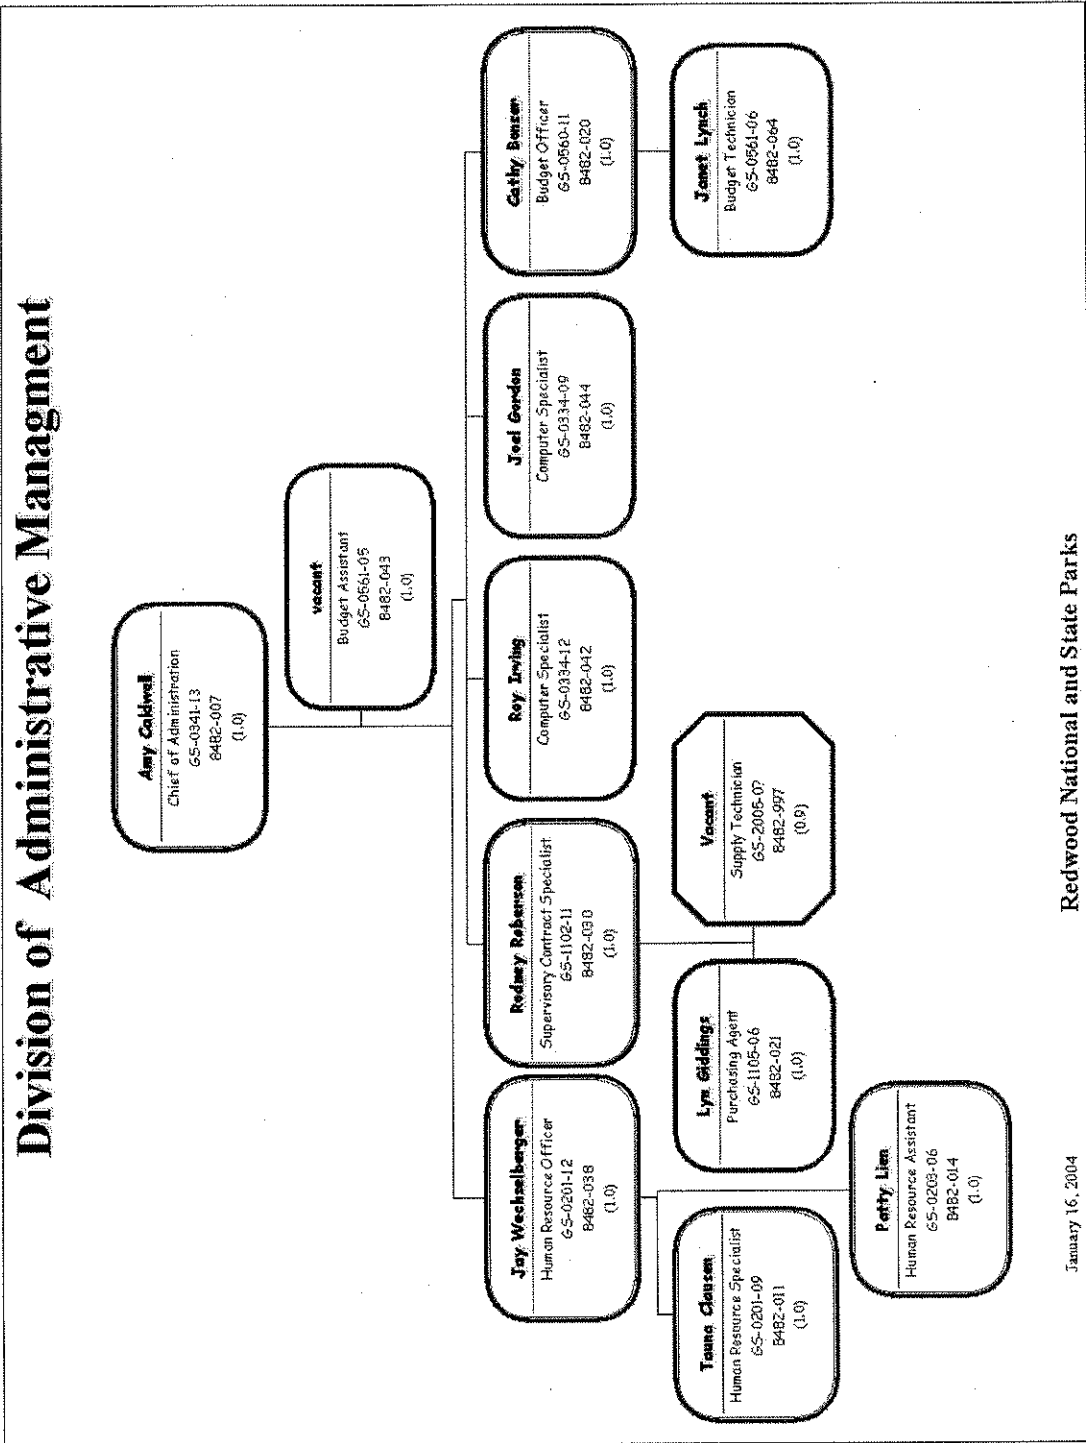 Division of Administrative Managment
Amy Caldwel
Chief of Administration
GS-0341-13
8482-007
(1.0)
vacant
Budget Assistant
GS-0561-05
8482-043
(1.0)
Jay Wechselberger
Human Resource Officer
GS-0201-12
8482-038
(1.0)
Rodney Roberson
Supervisory Contract Specialist
GS-1102-11
8482-030
(1.0)
Roy Irving
Computer Specialist
GS-0334-12
8482-042
(1.0)
Joel Gordon
Computer Specialist
GS-0334-09
8482-044
(1.0)
Cathy Bonser
Budget Officer
GS-0560-11
8482-020
(1.0)
Tauna Clausen
Human Resource Specialist
GS-0201-09
8482-011
(1.0)
Lyn Giddings
Purchasing Agent
GS-1105-06
8482-021
(1.0)
Vacant
Supply Technician
GS-2005-07
8482-997
(0.9)
Janet Lynch
Budget Technician
GS-0561-06
8482-064
(1.0)
Patty Lien
Human Resource Assistant
GS-0203-06
8482-014
(1.0)
January 16, 2004
Redwood National and State Parks